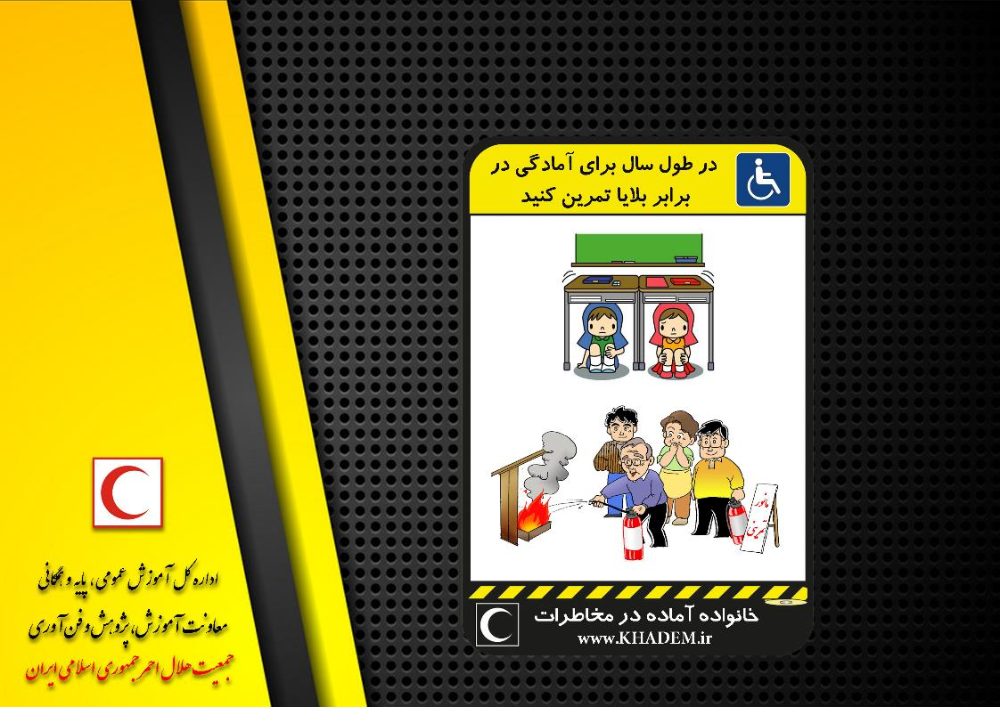 در طول سال برای آمادگی در
برابر بلایا تمرین کنید
مانور
تمرینی
خانواده آماده در مخاطرات
www.KHADEM.ir
اداره کل آموزش عمومی، پایه و همگانی
معاونت آموزش، پژوهش و فن‌آوری
جمعیت هلال احمر جمهوری اسلامی ایران